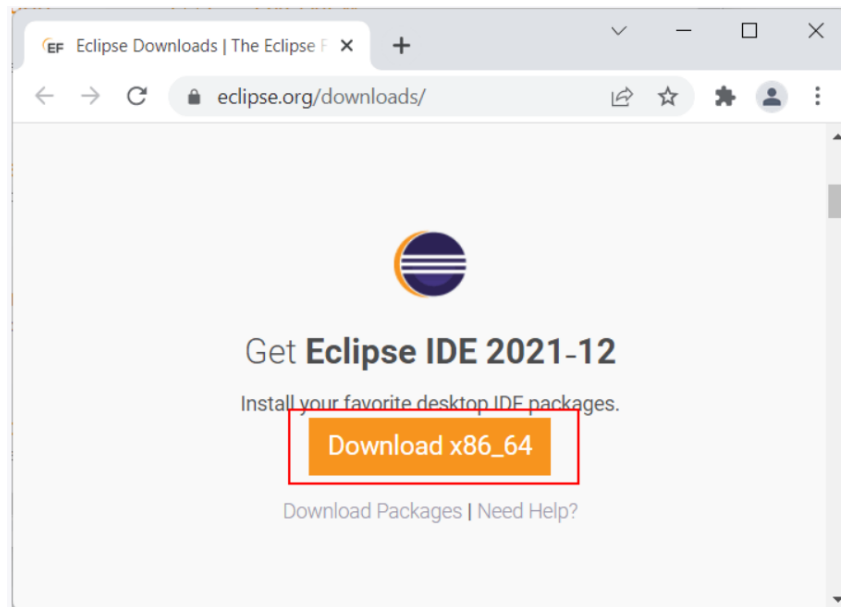 EF Eclipse Downloads | The Eclipse F
eclipse.org/downloads/
Get Eclipse IDE 2021-12
Install your favorite desktop IDE packages.
Download x86_64
Download Packages | Need Help?